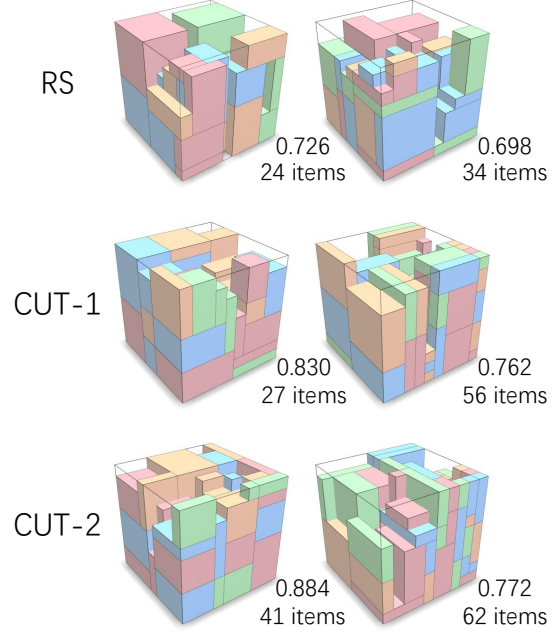 RS
0.726
24 items
0.698
34 items
CUT-1
0.830
27 items
0.762
56 items
CUT-2
0.884
41 items
0.772
62 items